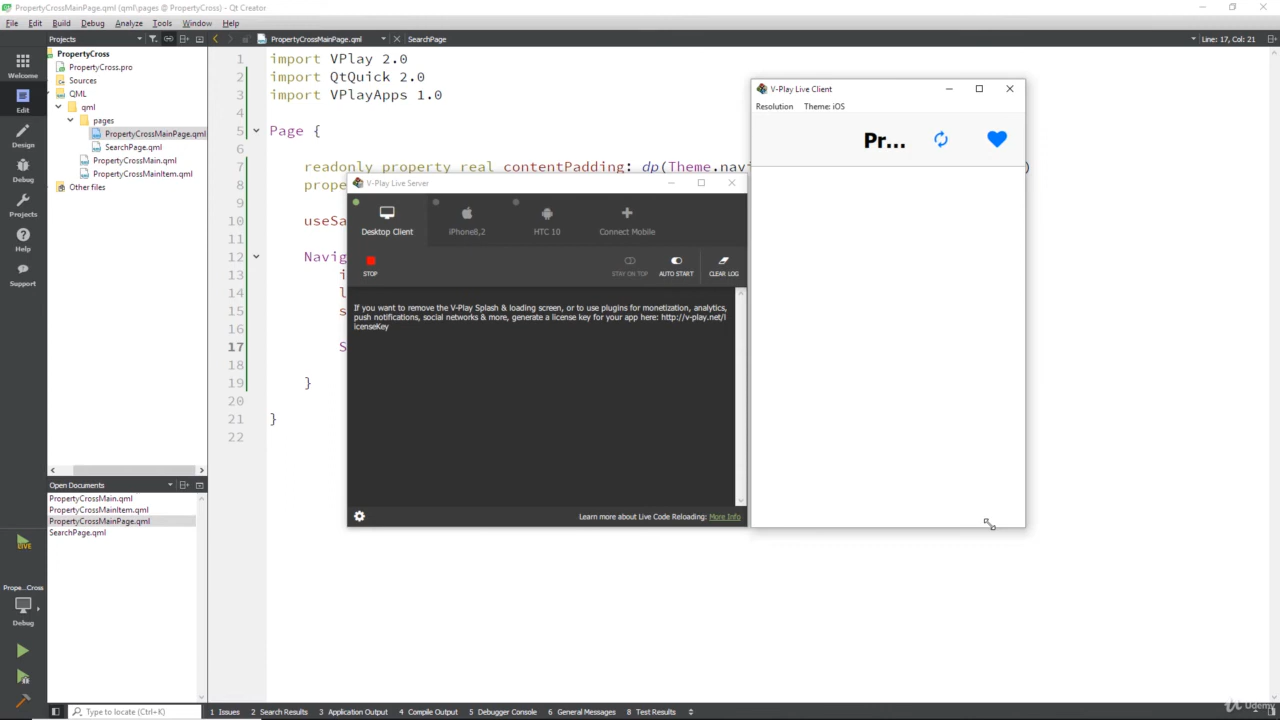 PropertyCrossMainPage.qml (qml\pages @ PropertyCross) - Qt Creator
File Edit Build Debug Analyze Tools Window Help
Projects
PropertyCrossMainPage.qml
SearchPage
Line: 17, Col: 21
Welcome
Edit
Design
Debug
Projects
Help
Support
PropertyCross
PropertyCross.pro
Sources
QML
qml
pages
PropertyCrossMainPage.qml
SearchPage.qml
PropertyCrossMain.qml
PropertyCrossMainItem.qml
Other files
Open Documents
PropertyCrossMain.qml
PropertyCrossMainItem.qml
PropertyCrossMainPage.qml
SearchPage.qml
LIVE
Prope...Cross
Debug
1 import VPlay 2.0
2 import QtQuick 2.0
3 import VPlayApps 1.0
4
5 Page {
6
7 readonly property real contentPadding: dp(Theme.navi )
8 prope
9
10 useSa
11
12 Navig
13 i
14 l
15 s
16
17 S
18
19 }
20
21 }
22
V-Play Live Server
Desktop Client
iPhone8,2
HTC 10
Connect Mobile
STOP
STAY ON TOP
AUTO START
CLEAR LOG
If you want to remove the V-Play Splash & loading screen, or to use plugins for monetization, analytics,
push notifications, social networks & more, generate a license key for your app here: http://v-play.net/l
icenseKey
Learn more about Live Code Reloading: More Info
V-Play Live Client
Resolution Theme: iOS
Pr...
Type to locate (Ctrl+K)
1 Issues 2 Search Results 3 Application Output 4 Compile Output 5 Debugger Console 6 General Messages 8 Test Results
Udemy